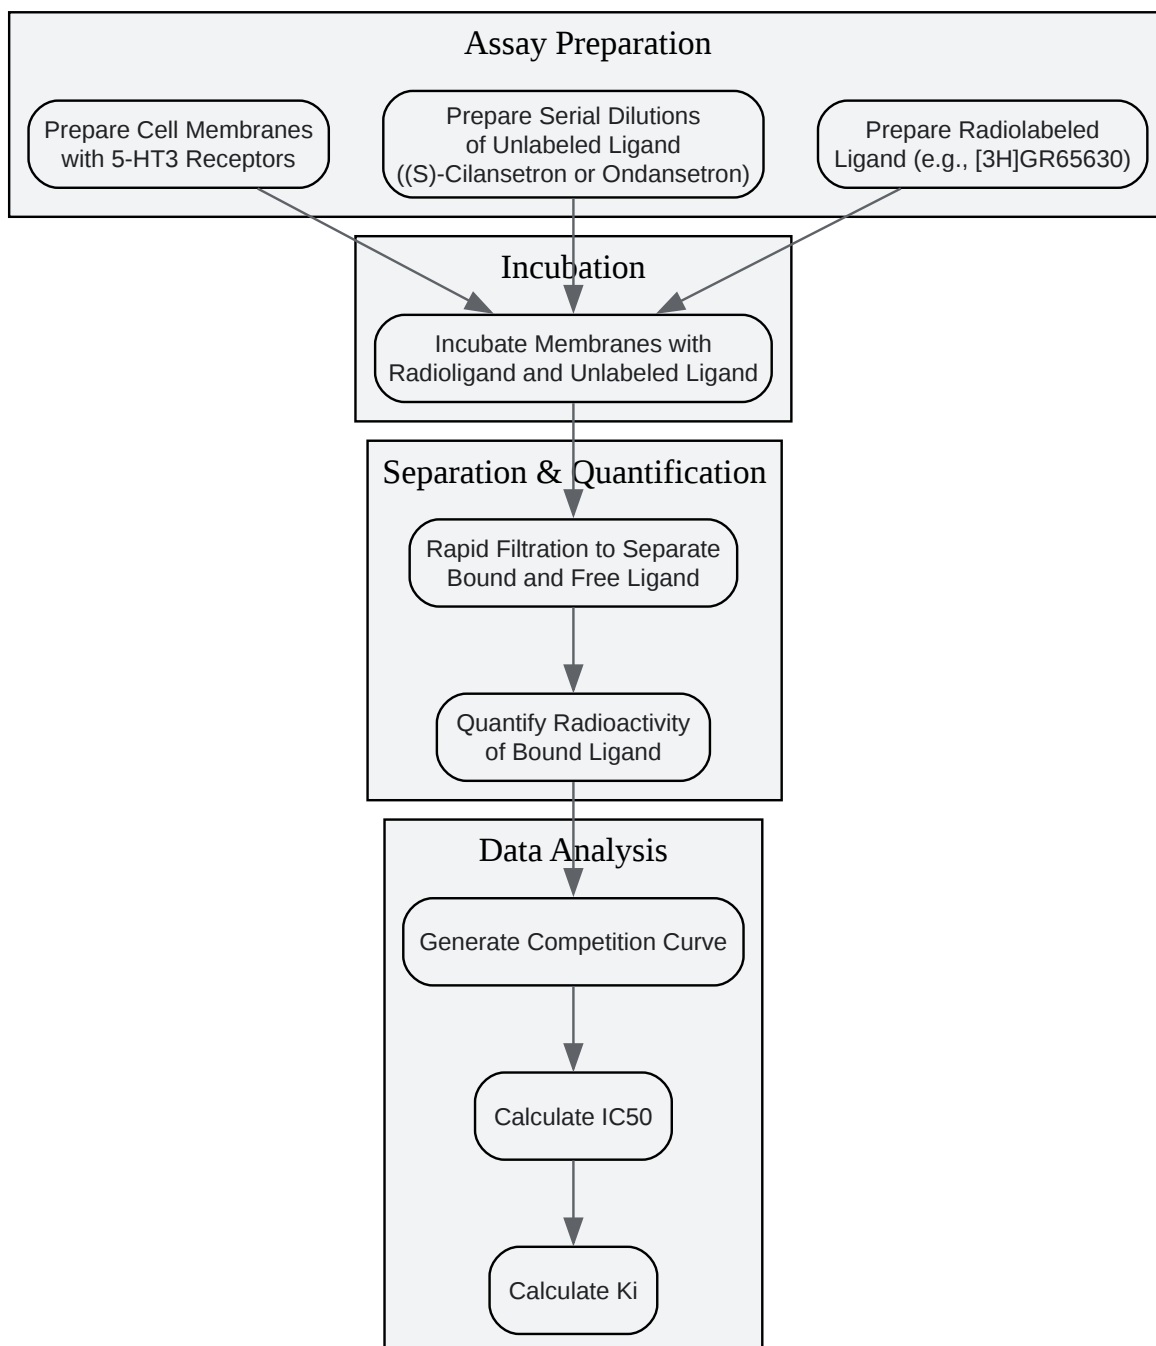 Assay Preparation
Prepare Cell Membranes
with 5-HT3 Receptors
Prepare Serial Dilutions
of Unlabeled Ligand
((S)-Cilansetron or Ondansetron)
Prepare Radiolabeled
Ligand (e.g., [3H]GR65630)
Incubation
Incubate Membranes with
Radioligand and Unlabeled Ligand
Separation & Quantification
Rapid Filtration to Separate
Bound and Free Ligand
Quantify Radioactivity
of Bound Ligand
Data Analysis
Generate Competition Curve
Calculate IC50
Calculate Ki